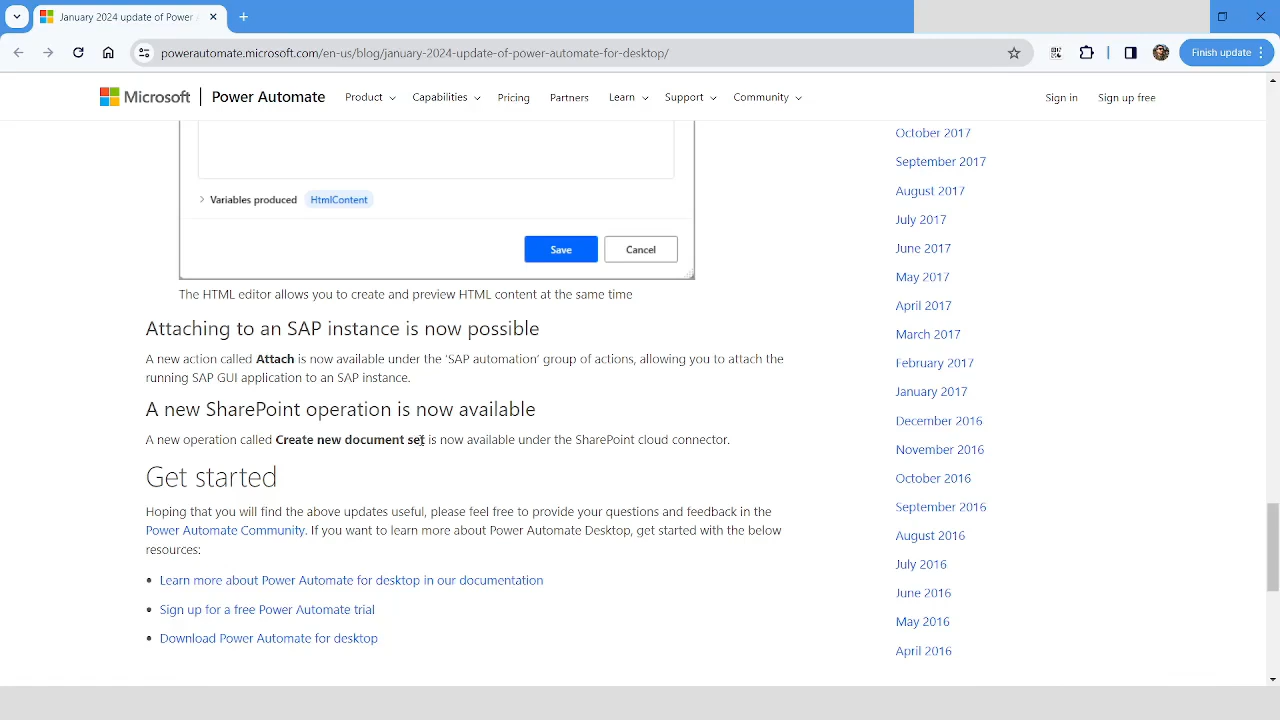 January 2024 update of Power
powerautomate.microsoft.com/en-us/blog/january-2024-update-of-power-automate-for-desktop/
Finish update
Microsoft | Power Automate
Product
Capabilities
Pricing
Partners
Learn
Support
Community
Sign in
Sign up free
Variables produced
HtmlContent
Save
Cancel
The HTML editor allows you to create and preview HTML content at the same time
Attaching to an SAP instance is now possible
A new action called Attach is now available under the 'SAP automation' group of actions, allowing you to attach the
running SAP GUI application to an SAP instance.
A new SharePoint operation is now available
A new operation called Create new document set is now available under the SharePoint cloud connector.
Get started
Hoping that you will find the above updates useful, please feel free to provide your questions and feedback in the
Power Automate Community. If you want to learn more about Power Automate Desktop, get started with the below
resources:
• Learn more about Power Automate for desktop in our documentation
• Sign up for a free Power Automate trial
• Download Power Automate for desktop
October 2017
September 2017
August 2017
July 2017
June 2017
May 2017
April 2017
March 2017
February 2017
January 2017
December 2016
November 2016
October 2016
September 2016
August 2016
July 2016
June 2016
May 2016
April 2016